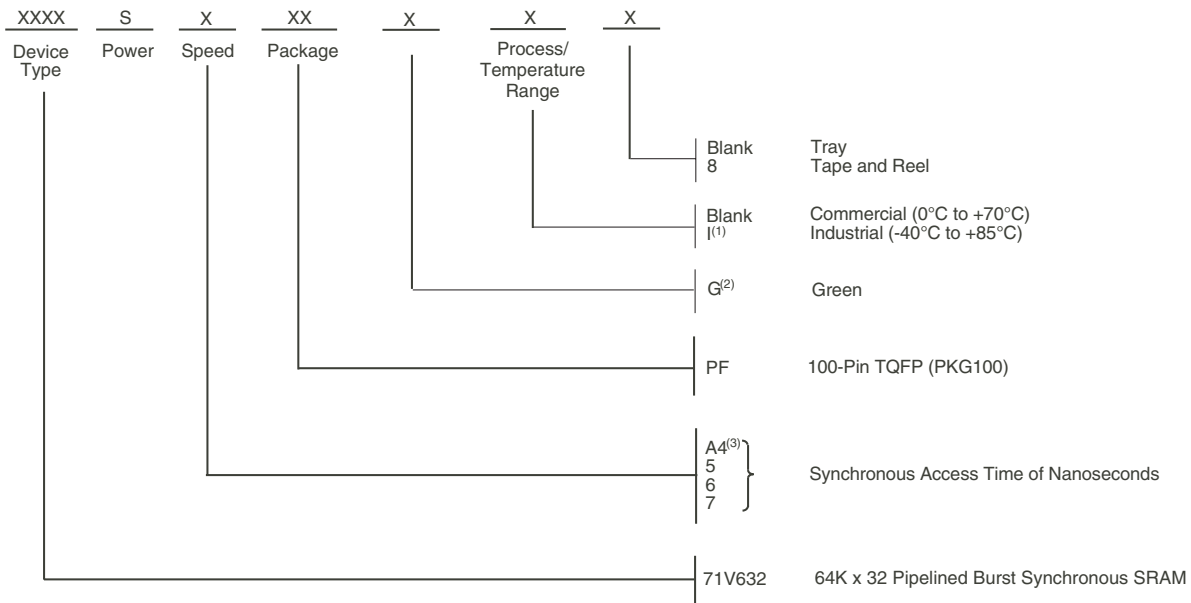 XXXX S X XX X X X
Device Type Power Speed Package Process/ Temperature Range
Blank Tray
8 Tape and Reel
Blank Commercial (0°C to +70°C)
I(1) Industrial (-40°C to +85°C)
G(2) Green
PF 100-Pin TQFP (PKG100)
A4(3)
5
6
7
Synchronous Access Time of Nanoseconds
71V632 64K x 32 Pipelined Burst Synchronous SRAM